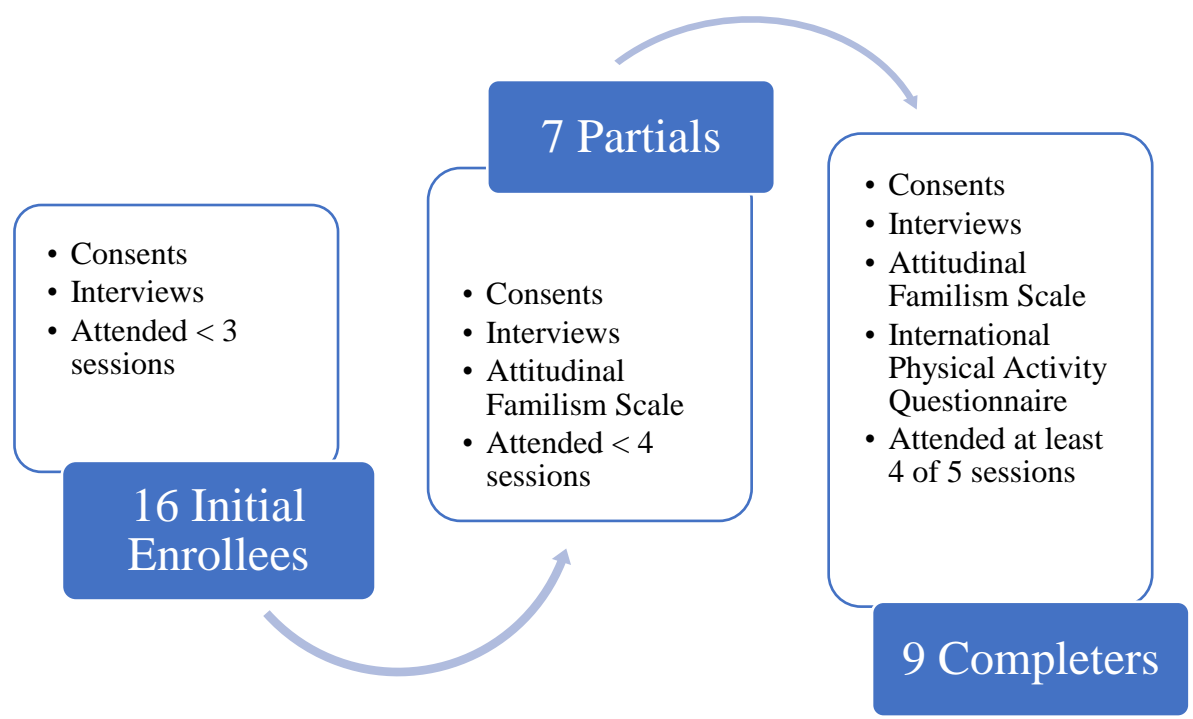 • Consents
• Interviews
• Attended < 3
sessions
16 Initial
Enrollees
7 Partials
• Consents
• Interviews
• Attitudinal
Familism Scale
• Attended < 4
sessions
• Consents
• Interviews
• Attitudinal
Familism Scale
• International
Physical Activity
Questionnaire
• Attended at least
4 of 5 sessions
9 Completers